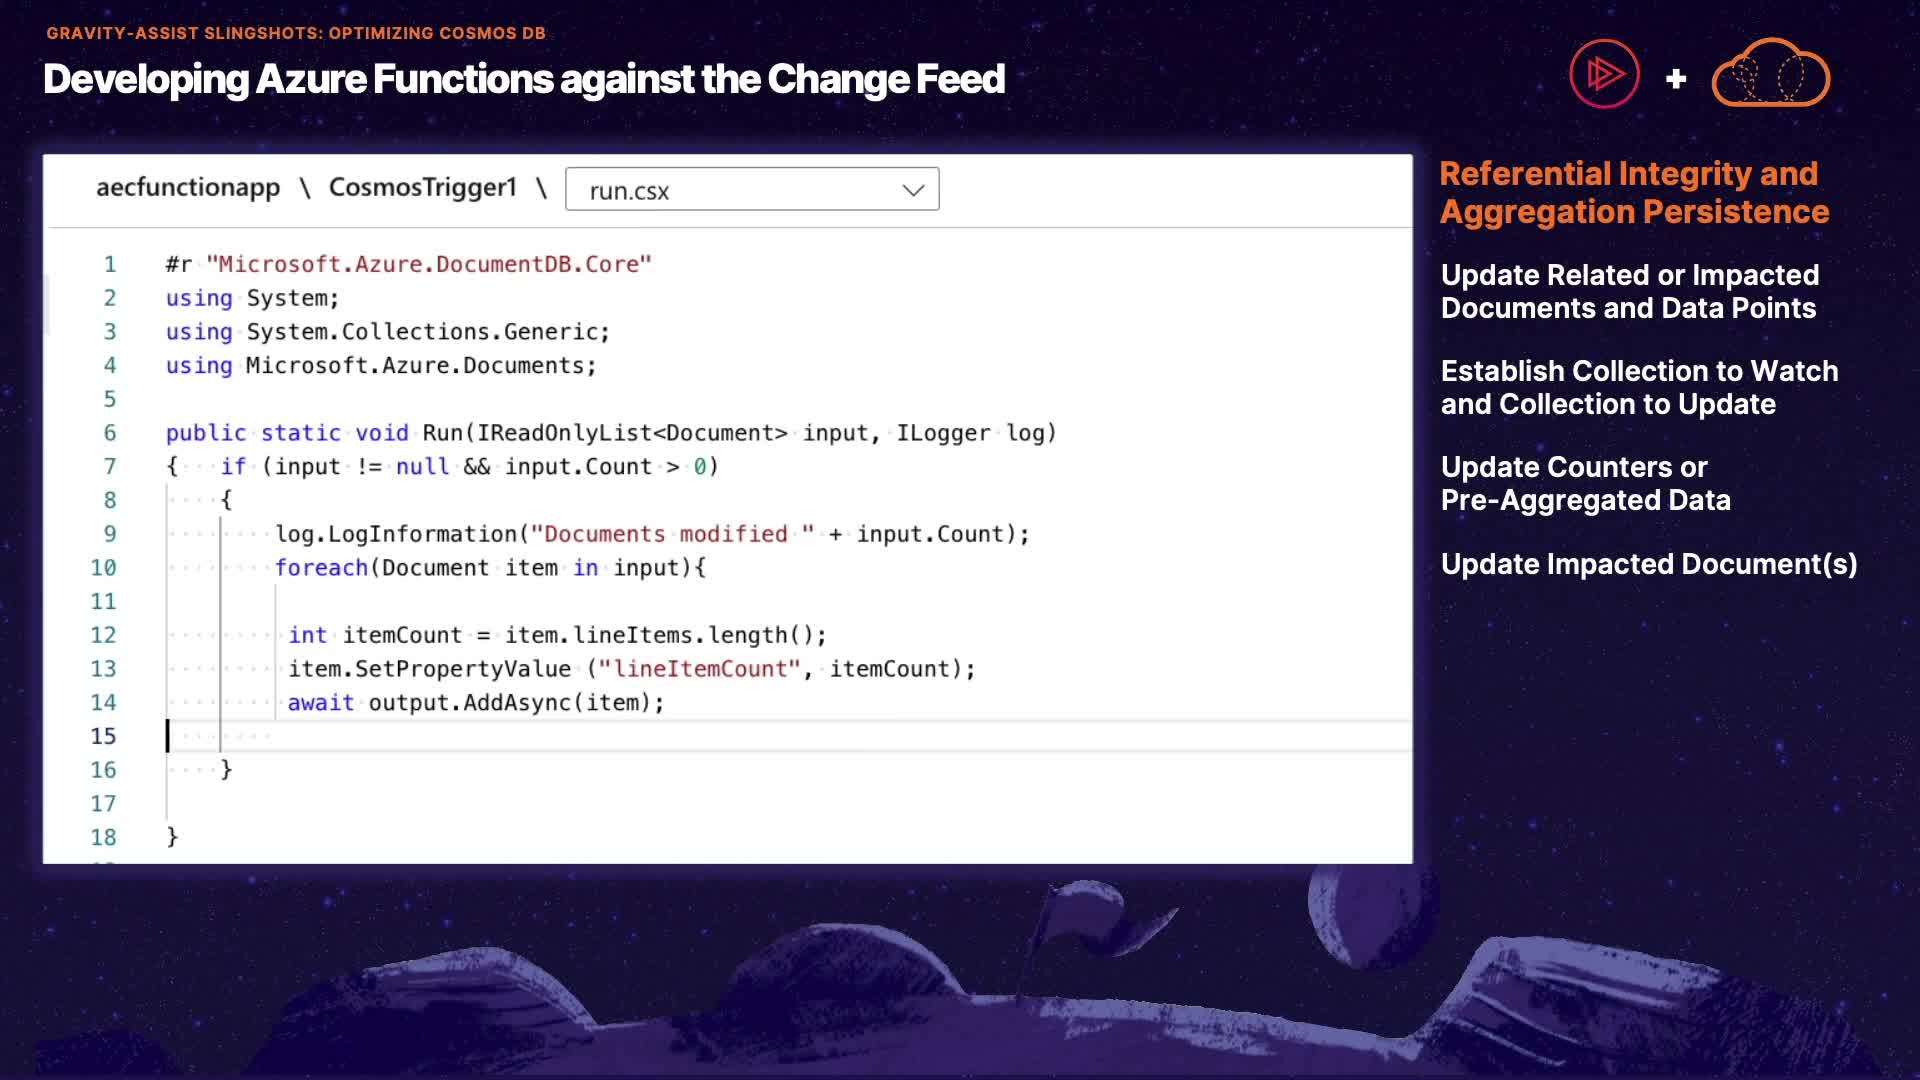 GRAVITY-ASSIST SLINGSHOTS: OPTIMIZING COSMOS DB
Developing Azure Functions against the Change Feed
+
aecfunctionapp \ CosmosTrigger1 \ run.csx
1 #r "Microsoft.Azure.DocumentDB.Core"
2 using System;
3 using System.Collections.Generic;
4 using Microsoft.Azure.Documents;
5
6 public static void Run(IReadOnlyList<Document> input, ILogger log)
7 {   if (input != null && input.Count > 0)
8     {
9         log.LogInformation("Documents modified " + input.Count);
10         foreach(Document item in input){
11
12          int itemCount = item.lineItems.length();
13          item.SetPropertyValue ("lineItemCount", itemCount);
14          await output.AddAsync(item);
15
16     }
17
18 }
Referential Integrity and
Aggregation Persistence
Update Related or Impacted
Documents and Data Points
Establish Collection to Watch
and Collection to Update
Update Counters or
Pre-Aggregated Data
Update Impacted Document(s)